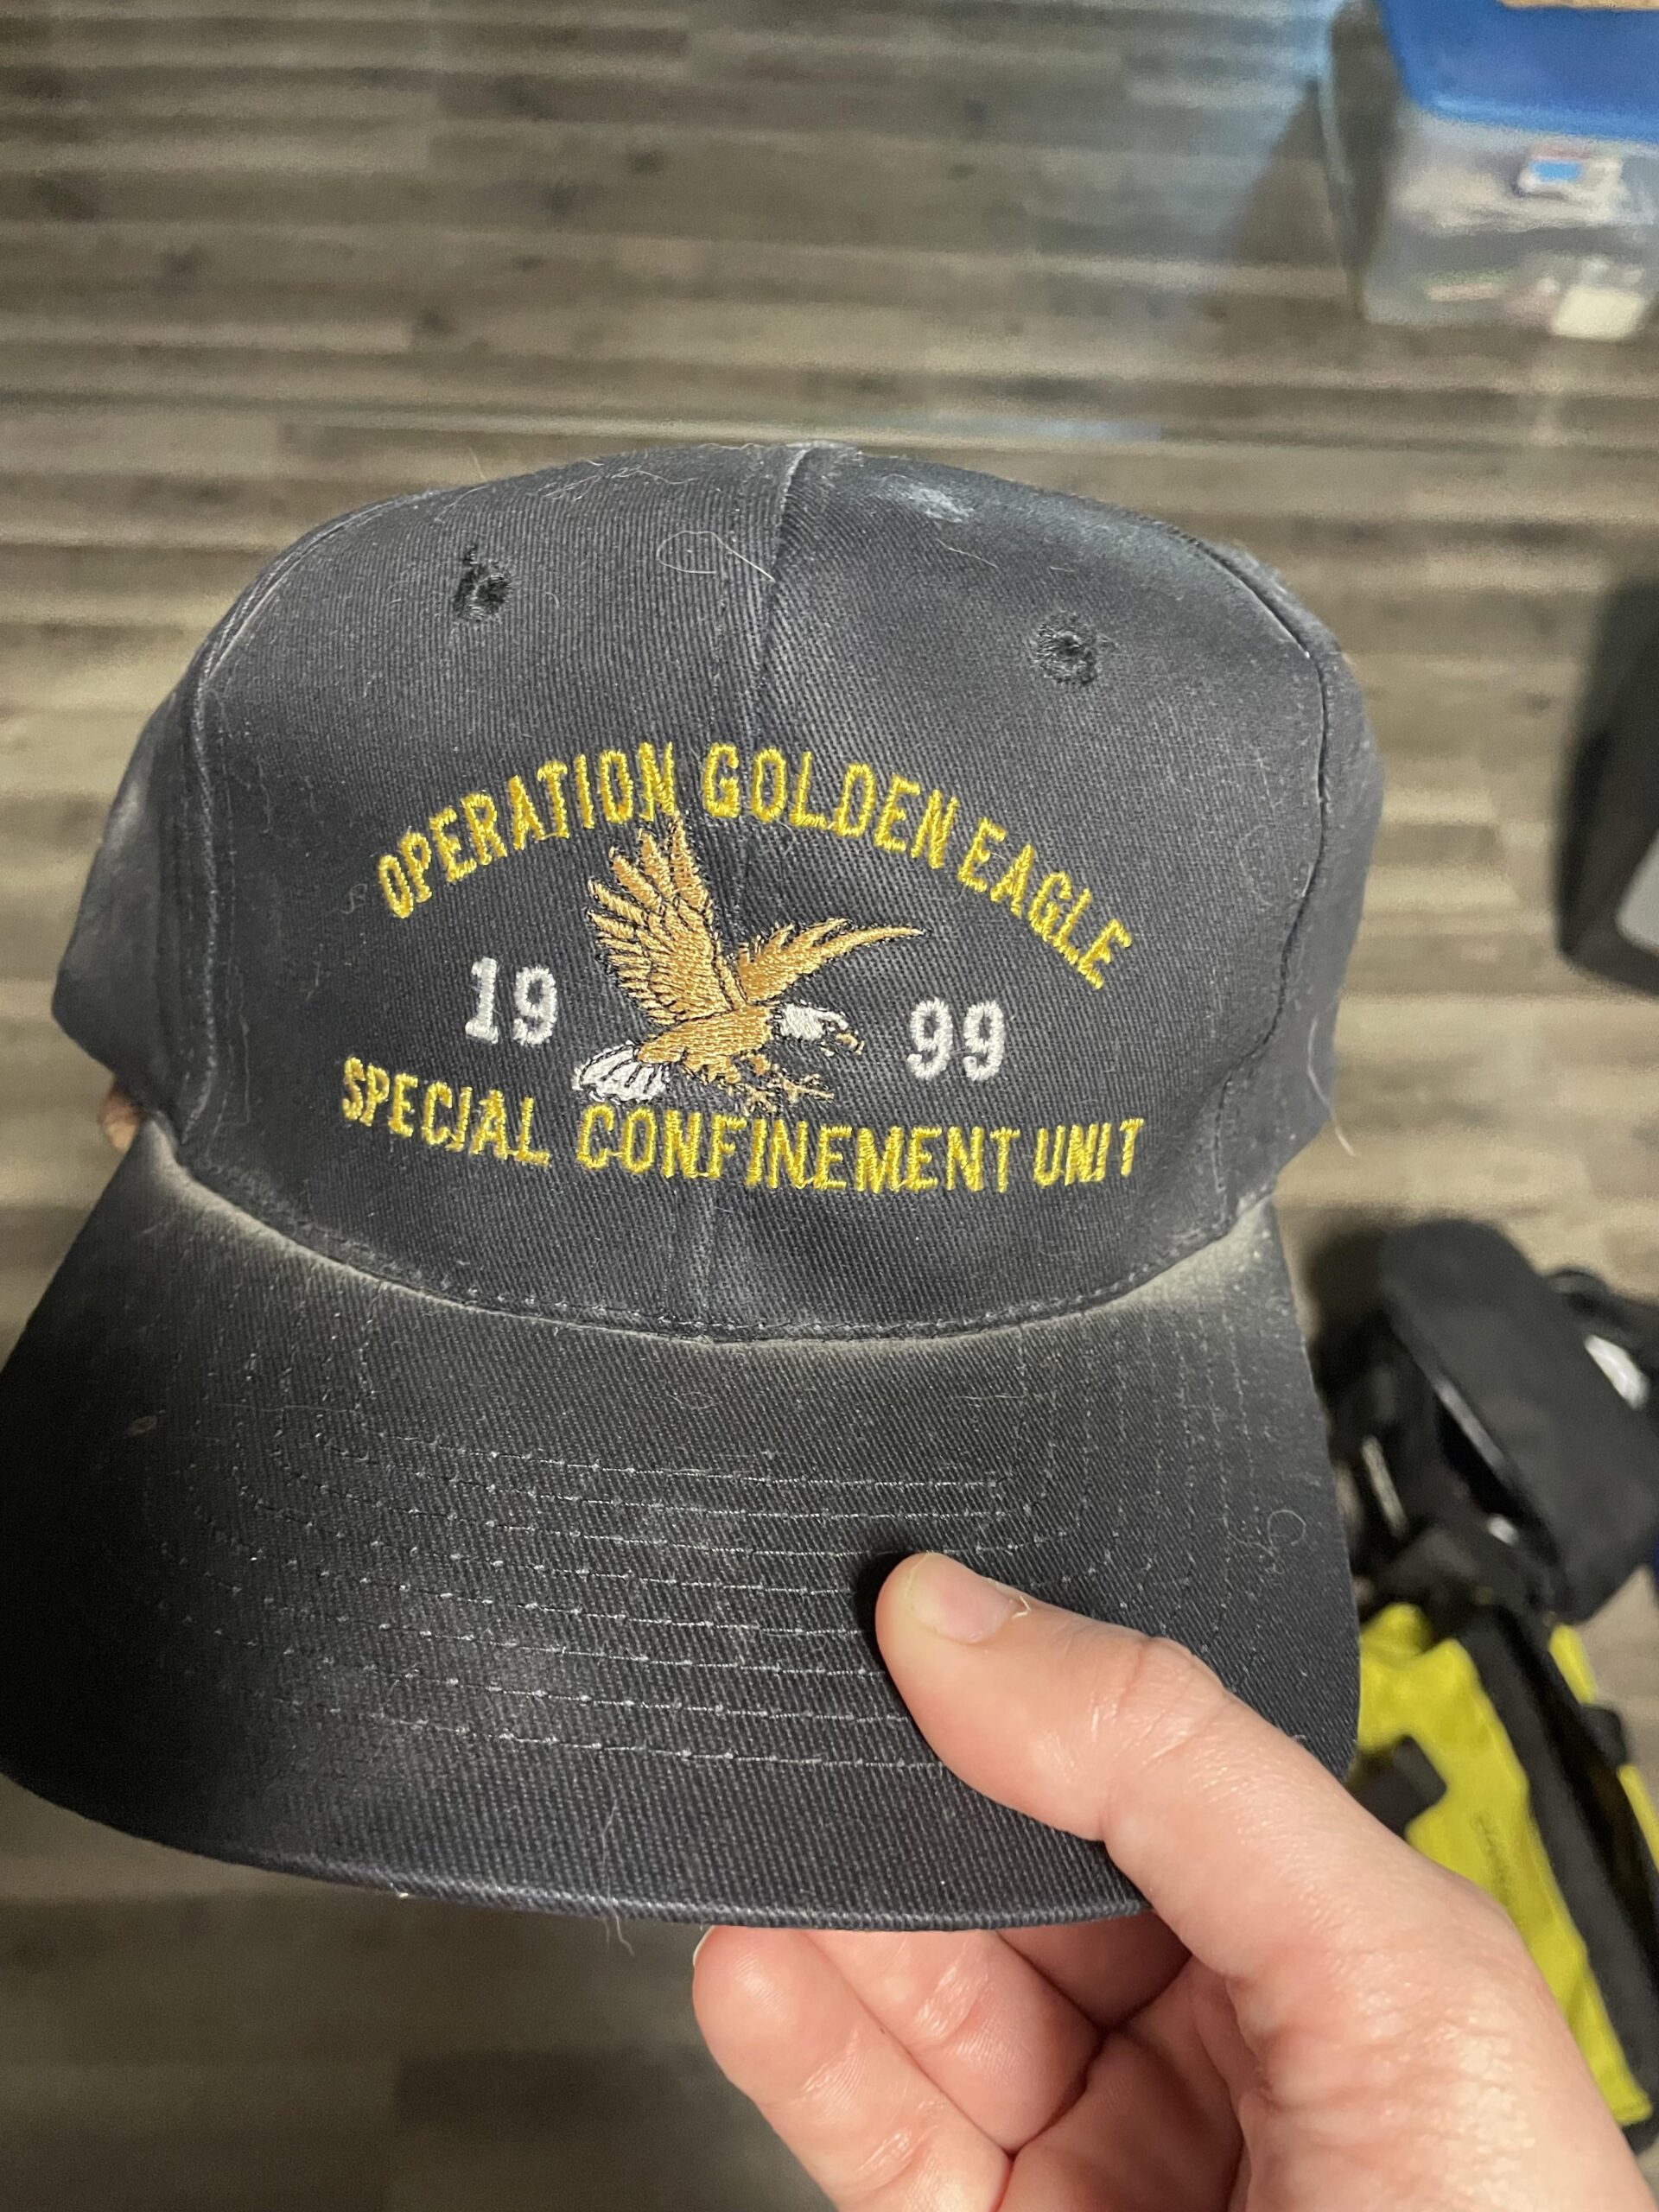 OPERATION GOLDEN EAGLE
19 99
SPECIAL CONFINEMENT UNIT